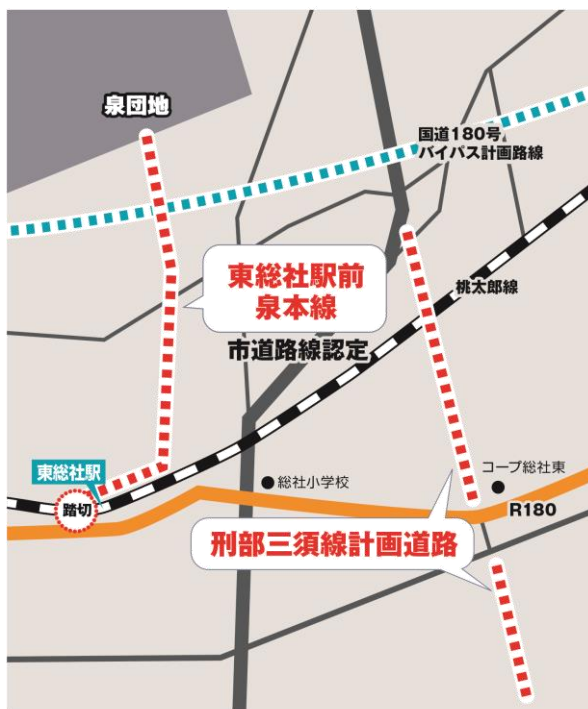 泉団地
国道180号
バイパス計画路線
東総社駅前
泉本線
市道路線認定
桃太郎線
東総社駅
踏切
総社小学校
コープ総社東
R180
刑部三須線計画道路